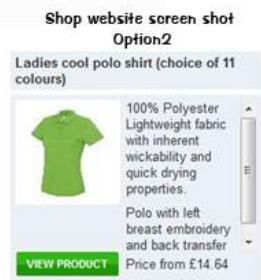 Shop website screen shot
Option2
Ladies cool polo shirt (choice of 11
colours)
100% Polyester
Lightweight fabric
with inherent
wickability and
quick drying
properties.
Polo with left
breast embroidery
and back transfer
VIEW PRODUCT Price from £14.64